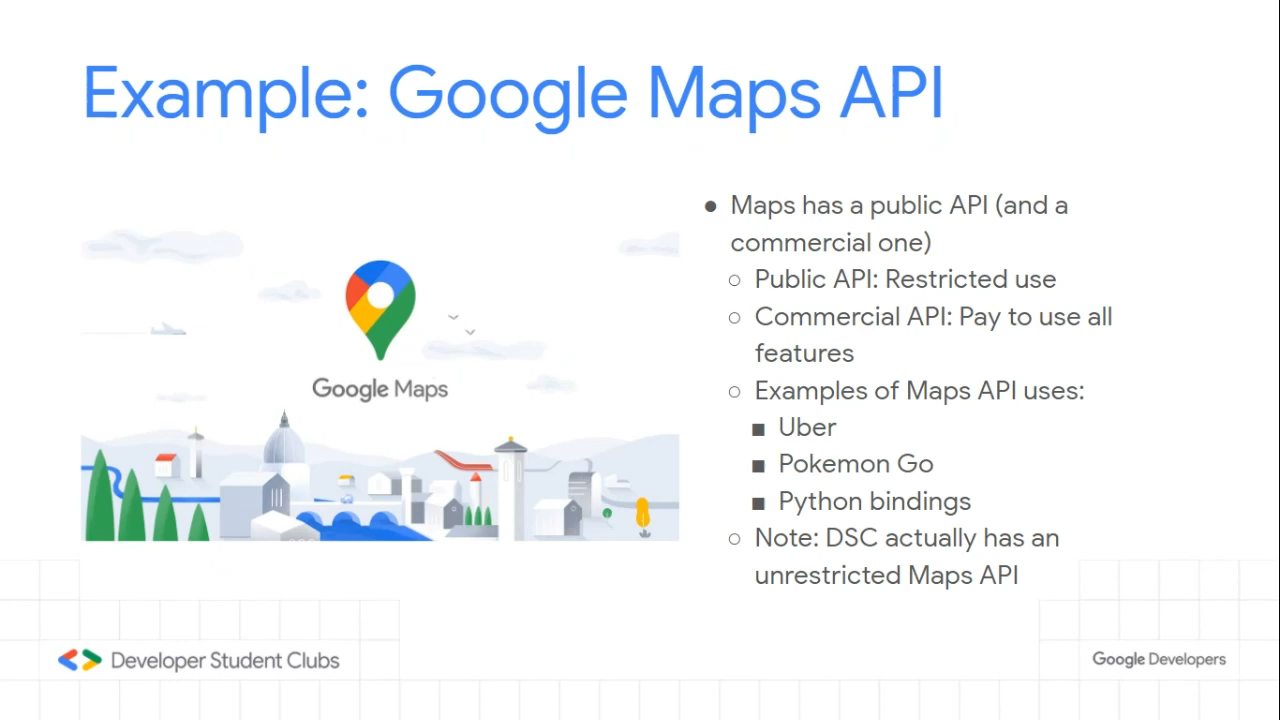 Example: Google Maps API
Google Maps
● Maps has a public API (and a
commercial one)
○ Public API: Restricted use
○ Commercial API: Pay to use all
features
○ Examples of Maps API uses:
■ Uber
■ Pokemon Go
■ Python bindings
○ Note: DSC actually has an
unrestricted Maps API
Developer Student Clubs
Google Developers